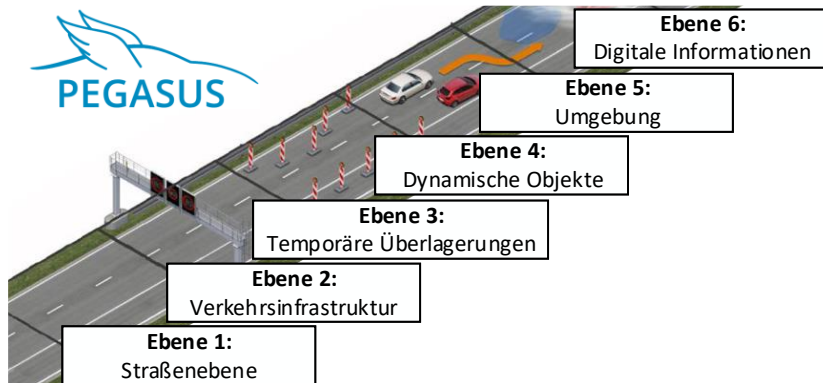 PEGASUS
Ebene 6:
Digitale Informationen
Ebene 5:
Umgebung
Ebene 4:
Dynamische Objekte
Ebene 3:
Temporäre Überlagerungen
Ebene 2:
Verkehrsinfrastruktur
Ebene 1:
Straßenebene